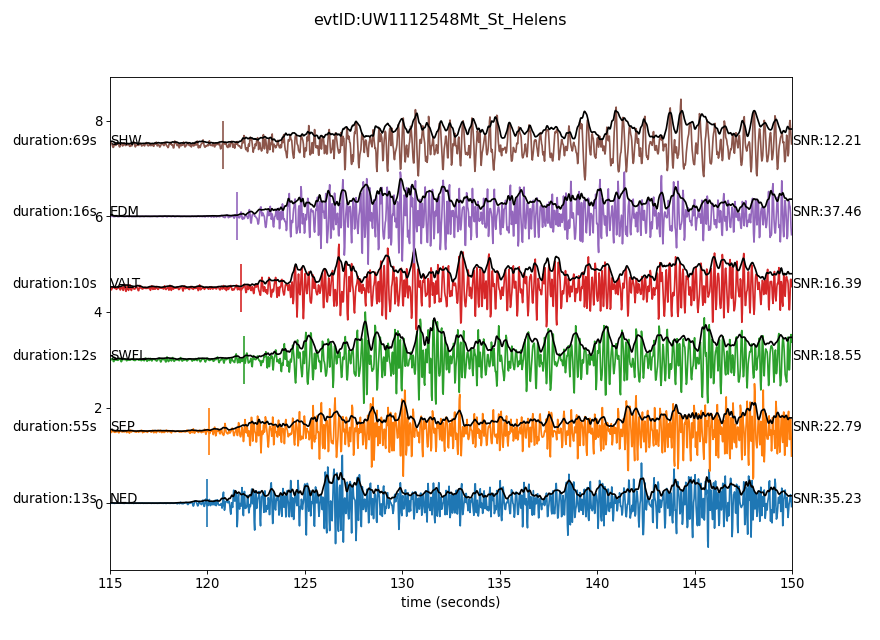 evtID:UW1112548Mt_St_Helens
8
duration:69s SHW SNR:12.21
duration:16s EDM SNR:37.46
6
duration:10s VALT SNR:16.39
4
duration:12s SWFL SNR:18.55
2
duration:55s SEP SNR:22.79
duration:13s NED SNR:35.23
0
115 120 125 130 135 140 145 150
time (seconds)